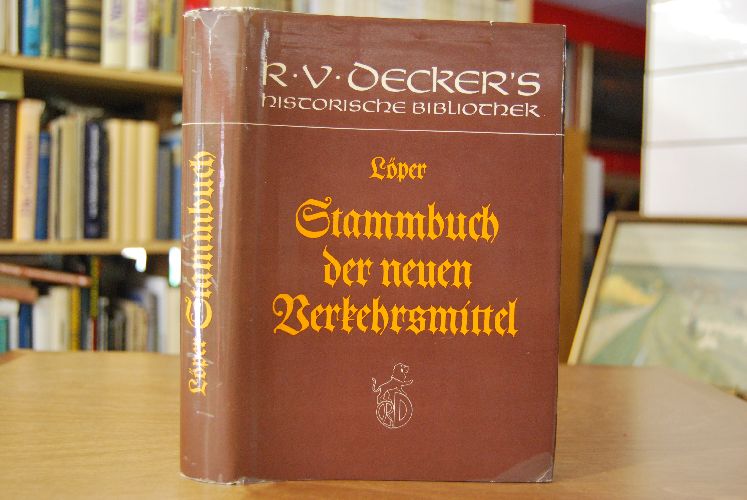 R·V·DECKER'S
HISTORISCHE BIBLIOTHEK
Löper
Stammbuch
der neuen
Verkehrsmittel
Löper Stammbuch